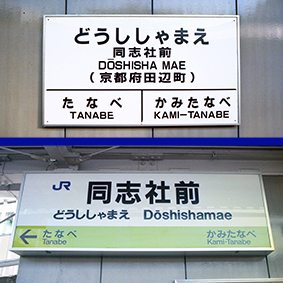 どうししゃまえ
同志社前
DŌSHISHA MAE
(京都府田辺町)
たなべ かみたなべ
TANABE KAMI-TANABE
JR 同志社前
どうししゃまえ Dōshishamae
← たなべ かみたなべ
Tanabe Kami-Tanabe